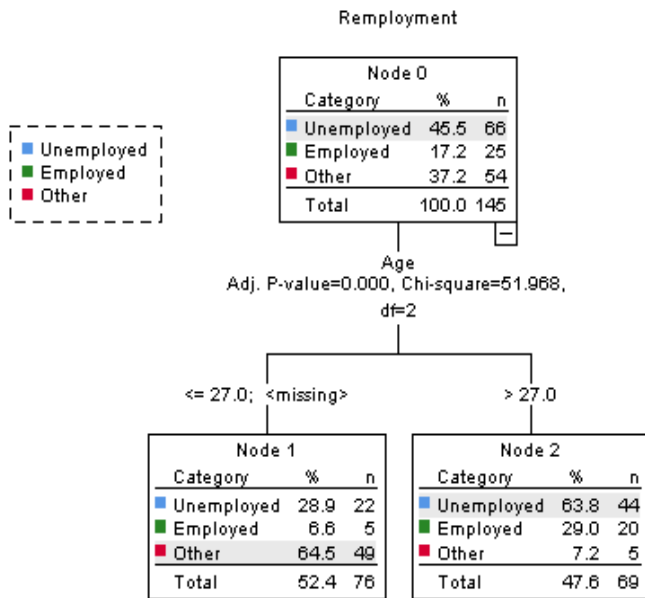 Remployment
Node 0
Category % n
Unemployed 45.5 66
Employed 17.2 25
Other 37.2 54
Total 100.0 145
Unemployed
Employed
Other
Age
Adj. P-value=0.000, Chi-square=51.968,
df=2
<= 27.0; <missing>
> 27.0
Node 1
Category % n
Unemployed 28.9 22
Employed 6.6 5
Other 64.5 49
Total 52.4 76
Node 2
Category % n
Unemployed 63.8 44
Employed 29.0 20
Other 7.2 5
Total 47.6 69